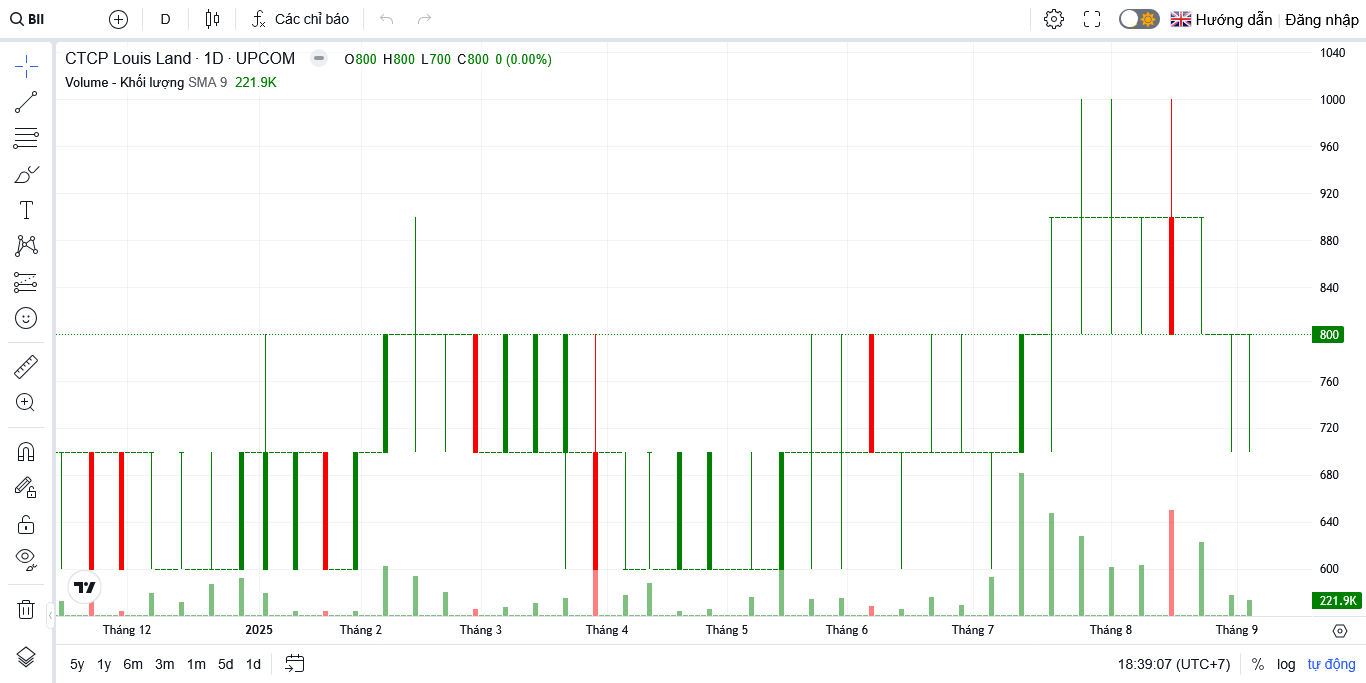 BII D Các chỉ báo Hướng dẫn Đăng nhập
CTCP Louis Land · 1D · UPCOM O800 H800 L700 C800 0 (0.00%)
Volume - Khối lượng SMA 9 221.9K
1040
1000
960
920
880
840
800
760
720
680
640
600
221.9K
Tháng 12 2025 Tháng 2 Tháng 3 Tháng 4 Tháng 5 Tháng 6 Tháng 7 Tháng 8 Tháng 9
5y 1y 6m 3m 1m 5d 1d 18:39:07 (UTC+7) % log tự động